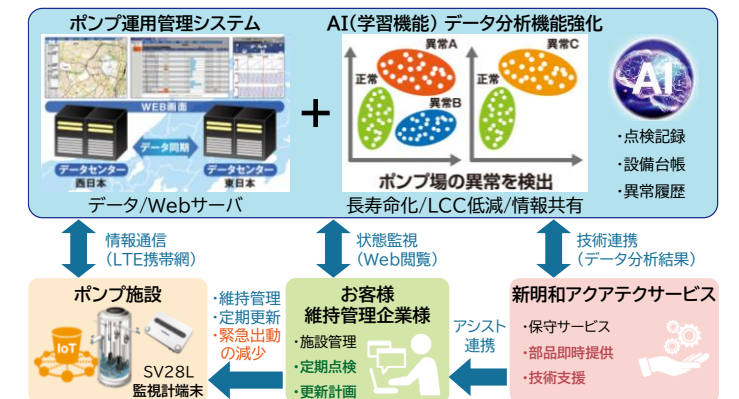 ポンプ運用管理システム
AI(学習機能) データ分析機能強化
WEB画面
データ同期
データセンター
西日本
データセンター
東日本
データ/Webサーバ
+
正常
異常A
異常B
正常
異常C
ポンプ場の異常を検出
長寿命化/LCC低減/情報共有
AI
・点検記録
・設備台帳
・異常履歴
情報通信
(LTE携帯網)
状態監視
(Web閲覧)
技術連携
(データ分析結果)
ポンプ施設
IoT
SV28L
監視計端末
・維持管理
・定期更新
・緊急出動
の減少
お客様
維持管理企業様
・施設管理
・定期点検
・更新計画
アシスト
連携
新明和アクアテクサービス
・保守サービス
・部品即時提供
・技術支援